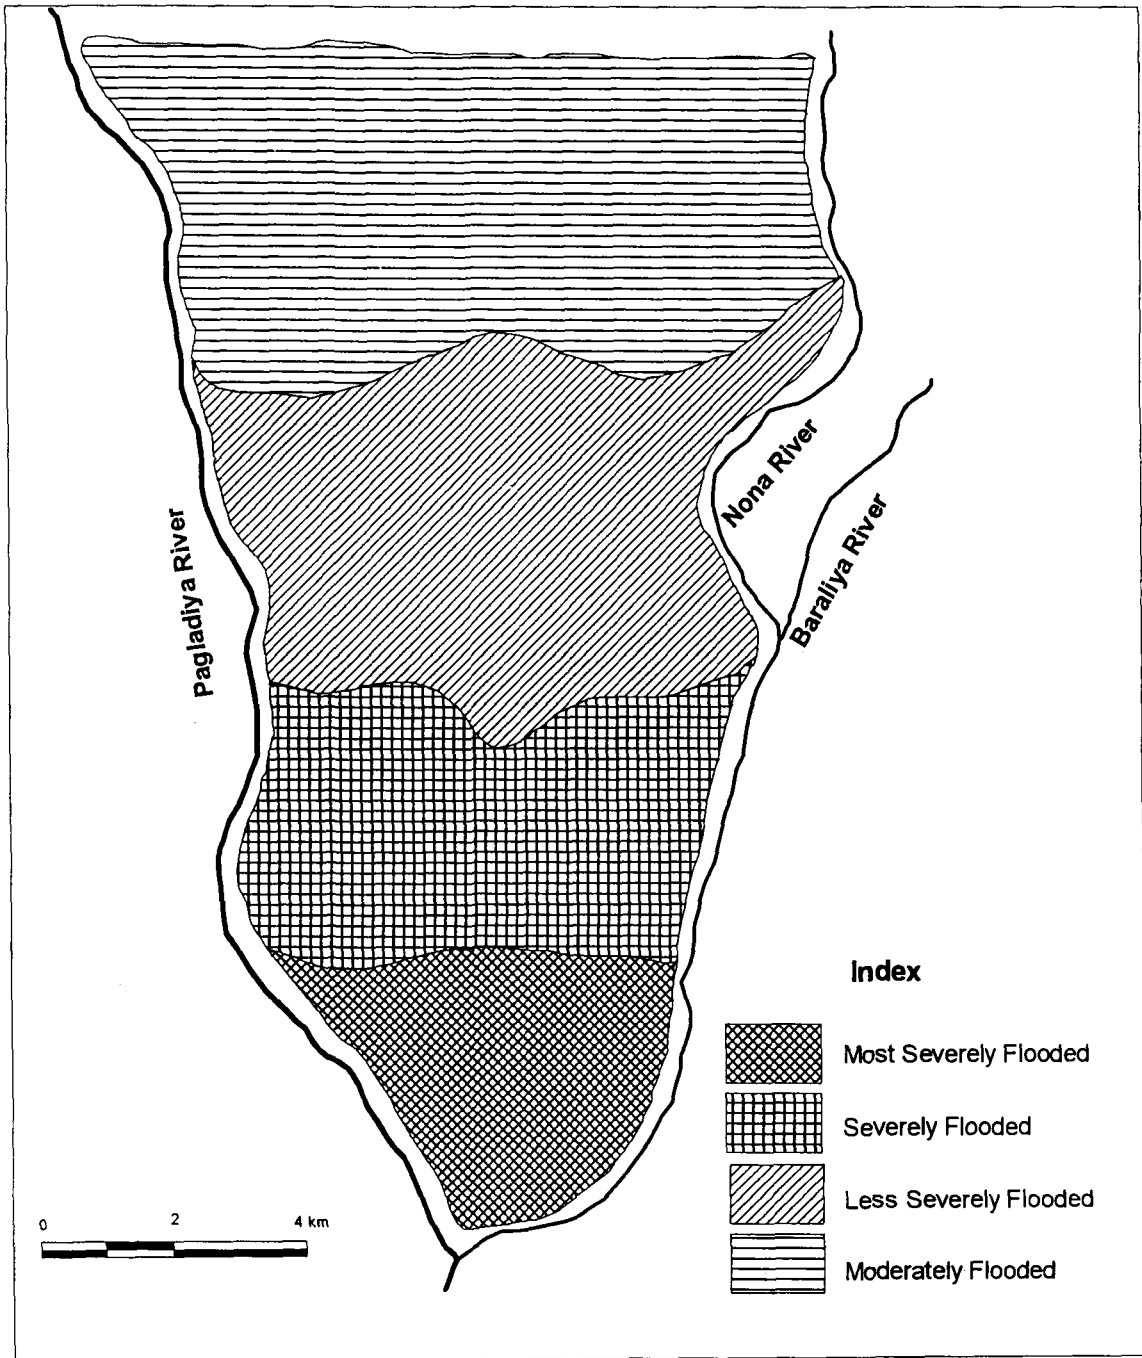 Nona River
Baraliya River
Pagladiya River
Index
Most Severely Flooded
Severely Flooded
Less Severely Flooded
Moderately Flooded
0 2 4 km